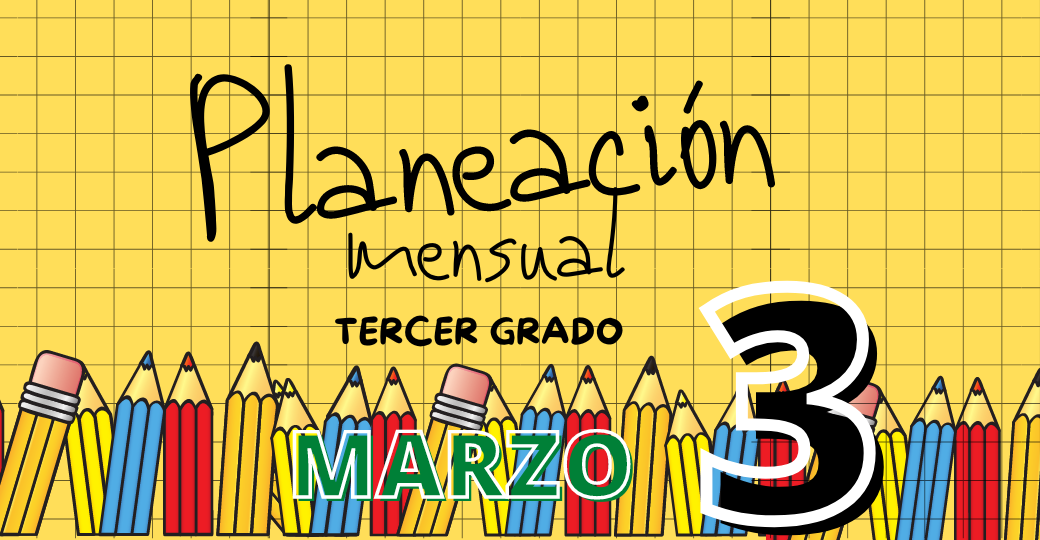 Planeación
mensual
TERCER GRADO
MARZO
3